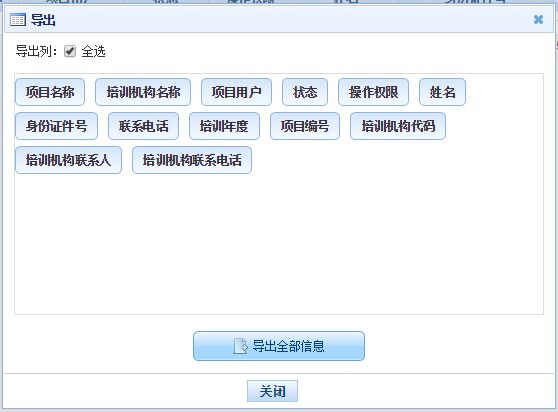 导出
导出列： 全选
项目名称 培训机构名称 项目用户 状态 操作权限 姓名
身份证件号 联系电话 培训年度 项目编号 培训机构代码
培训机构联系人 培训机构联系电话
导出全部信息
关闭